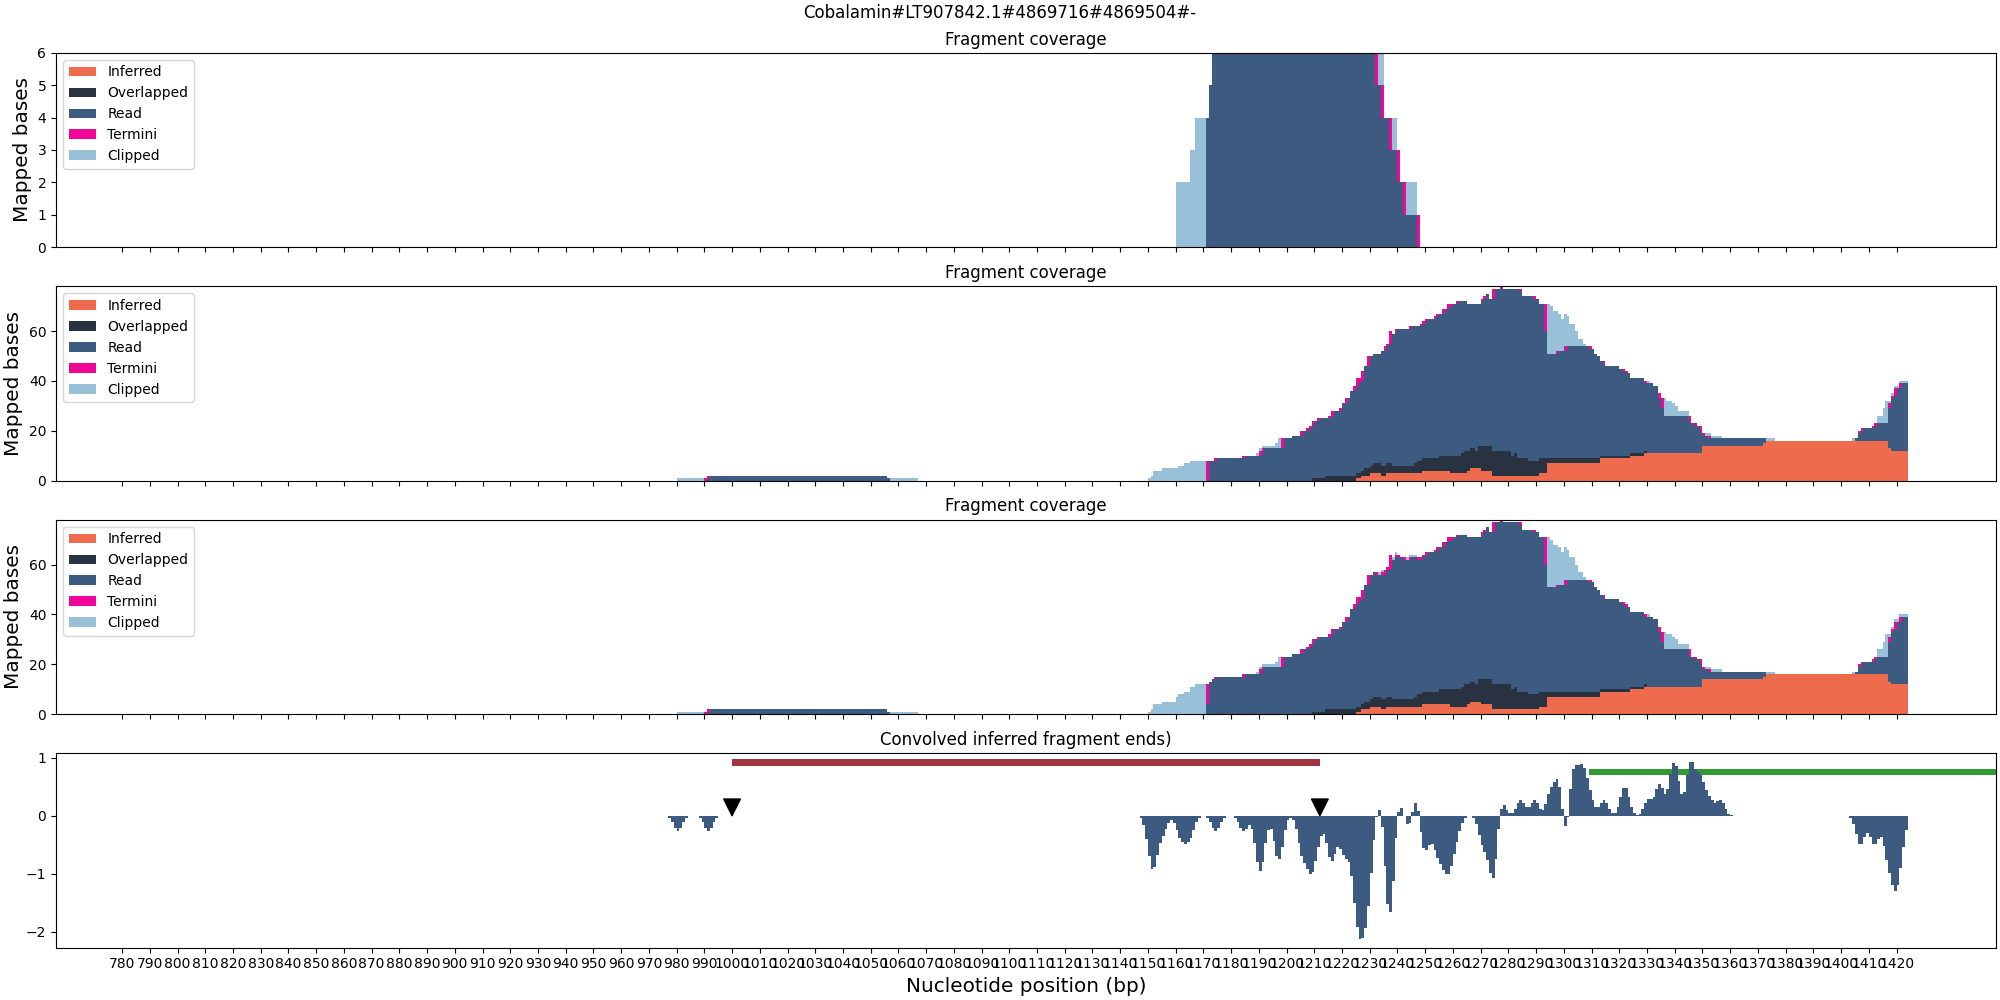 Cobalamin#LT907842.1#4869716#4869504#-
Fragment coverage
Mapped bases
6
5
4
3
2
1
0
Inferred
Overlapped
Read
Termini
Clipped
Fragment coverage
Mapped bases
60
40
20
0
Inferred
Overlapped
Read
Termini
Clipped
Fragment coverage
Mapped bases
60
40
20
0
Inferred
Overlapped
Read
Termini
Clipped
Convolved inferred fragment ends)
1
0
−1
−2
780 790 800 810 820 830 840 850 860 870 880 890 900 910 920 930 940 950 960 970 980 990 1000 1010 1020 1030 1040 1050 1060 1070 1080 1090 1100 1110 1120 1130 1140 1150 1160 1170 1180 1190 1200 1210 1220 1230 1240 1250 1260 1270 1280 1290 1300 1310 1320 1330 1340 1350 1360 1370 1380 1390 1400 1410 1420
Nucleotide position (bp)